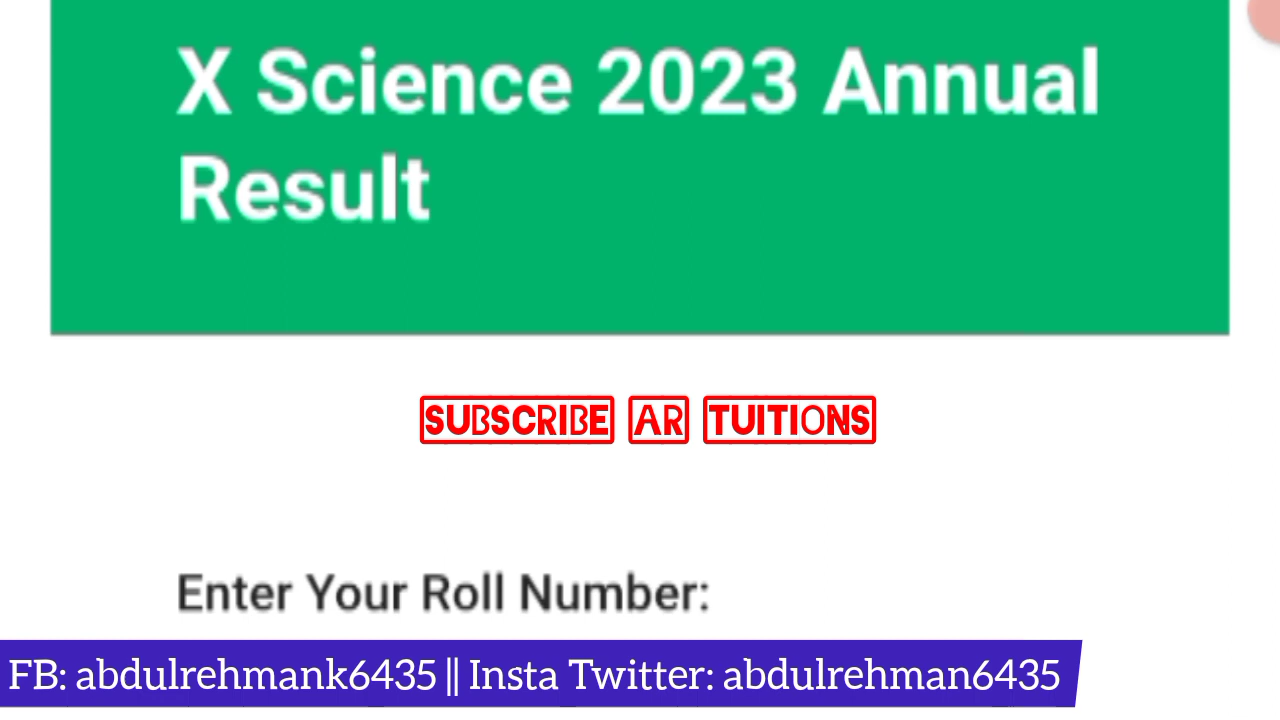 X Science 2023 Annual
Result
SUBSCRIBE AR TUITIONS
Enter Your Roll Number:
FB: abdulrehmank6435 || Insta Twitter: abdulrehman6435